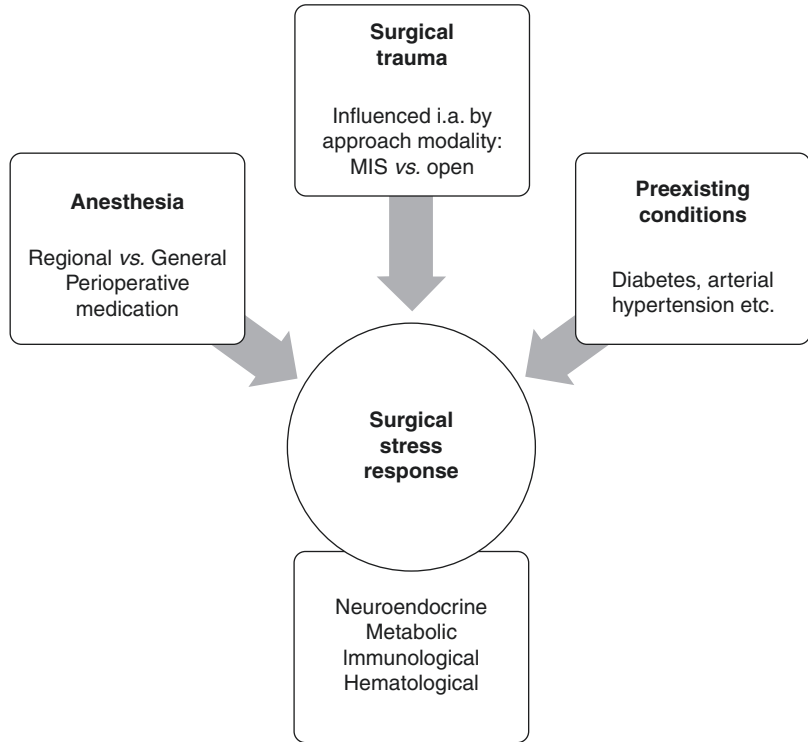 Surgical
trauma
Influenced i.a. by
approach modality:
MIS vs. open
Anesthesia
Regional vs. General
Perioperative
medication
Preexisting
conditions
Diabetes, arterial
hypertension etc.
Surgical
stress
response
Neuroendocrine
Metabolic
Immunological
Hematological